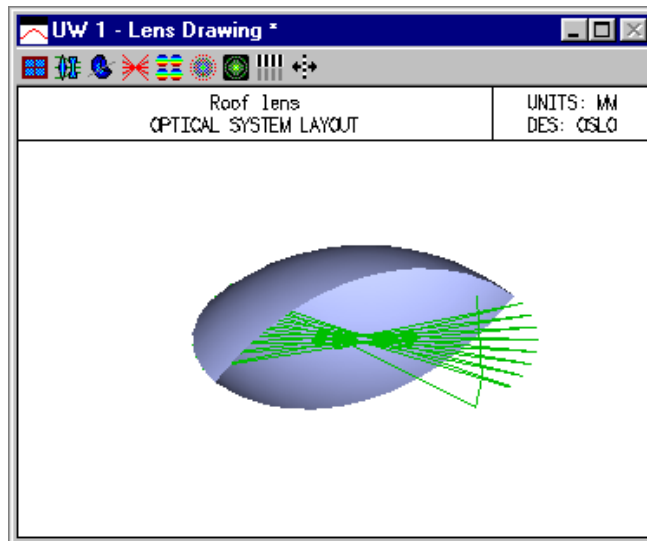 UW 1 - Lens Drawing *
Roof lens
OPTICAL SYSTEM LAYOUT
UNITS: MM
DES: OSLO